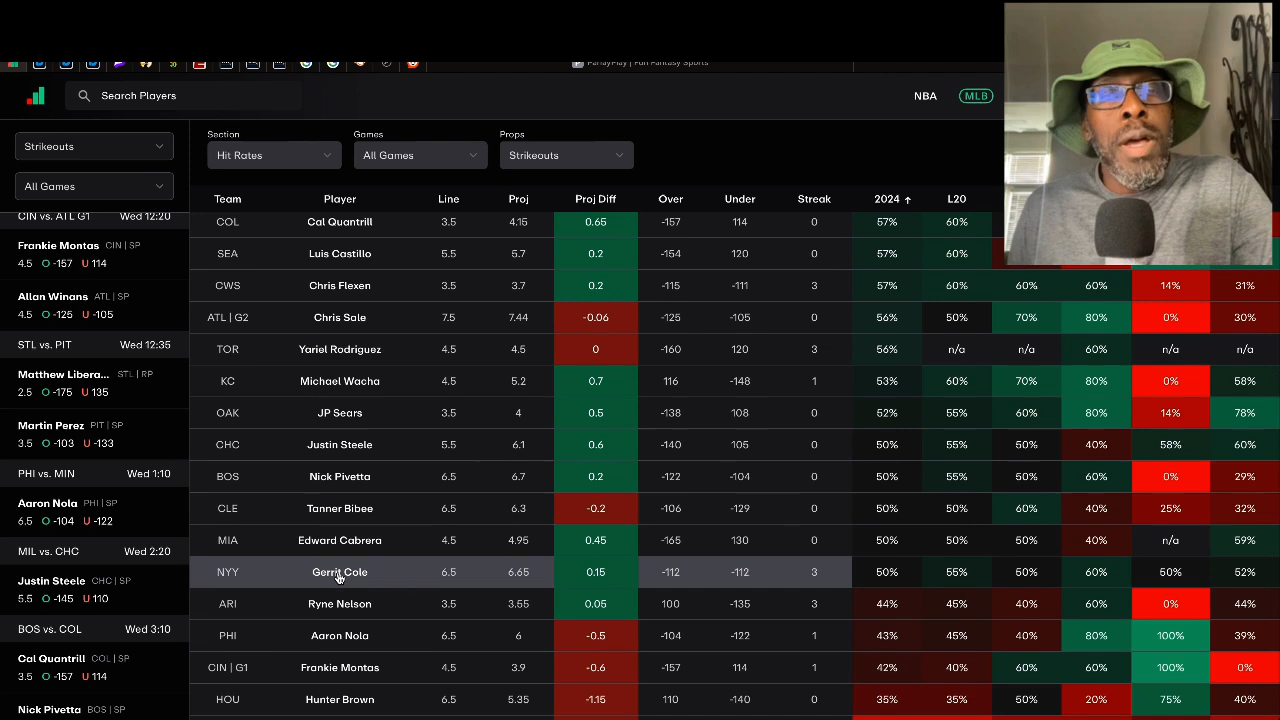 ParlayPlay | Fun Fantasy Sports
Search Players
NBA
MLB
Strikeouts
All Games
Section
Hit Rates
Games
All Games
Props
Strikeouts
CIN vs. ATL G1 Wed 12:20
Frankie Montas CIN | SP
4.5 O -157 U 114
Allan Winans ATL | SP
4.5 O -125 U -105
STL vs. PIT Wed 12:35
Matthew Libera... STL | RP
2.5 O -175 U 135
Martin Perez PIT | SP
3.5 O -103 U -133
PHI vs. MIN Wed 1:10
Aaron Nola PHI | SP
6.5 O -104 U -122
MIL vs. CHC Wed 2:20
Justin Steele CHC | SP
5.5 O -145 U 110
BOS vs. COL Wed 3:10
Cal Quantrill COL | SP
3.5 O -157 U 114
Nick Pivetta BOS | SP
Team Player Line Proj Proj Diff Over Under Streak 2024 ↑ L20
COL Cal Quantrill 3.5 4.15 0.65 -157 114 0 57% 60%
SEA Luis Castillo 5.5 5.7 0.2 -154 120 0 57% 60%
CWS Chris Flexen 3.5 3.7 0.2 -115 -111 3 57% 60% 60% 60% 14% 31%
ATL | G2 Chris Sale 7.5 7.44 -0.06 -125 -105 0 56% 50% 70% 80% 0% 30%
TOR Yariel Rodriguez 4.5 4.5 0 -160 120 3 56% n/a n/a 60% n/a n/a
KC Michael Wacha 4.5 5.2 0.7 116 -148 1 53% 60% 70% 80% 0% 58%
OAK JP Sears 3.5 4 0.5 -138 108 0 52% 55% 60% 80% 14% 78%
CHC Justin Steele 5.5 6.1 0.6 -140 105 0 50% 55% 50% 40% 58% 60%
BOS Nick Pivetta 6.5 6.7 0.2 -122 -104 0 50% 55% 50% 60% 0% 29%
CLE Tanner Bibee 6.5 6.3 -0.2 -106 -129 0 50% 50% 60% 40% 25% 32%
MIA Edward Cabrera 4.5 4.95 0.45 -165 130 0 50% 50% 50% 40% n/a 59%
NYY Gerrit Cole 6.5 6.65 0.15 -112 -112 3 50% 55% 50% 60% 50% 52%
ARI Ryne Nelson 3.5 3.55 0.05 100 -135 3 44% 45% 40% 60% 0% 44%
PHI Aaron Nola 6.5 6 -0.5 -104 -122 1 43% 45% 40% 80% 100% 39%
CIN | G1 Frankie Montas 4.5 3.9 -0.6 -157 114 1 42% 40% 60% 60% 100% 0%
HOU Hunter Brown 6.5 5.35 -1.15 110 -140 0 35% 35% 50% 20% 75% 40%